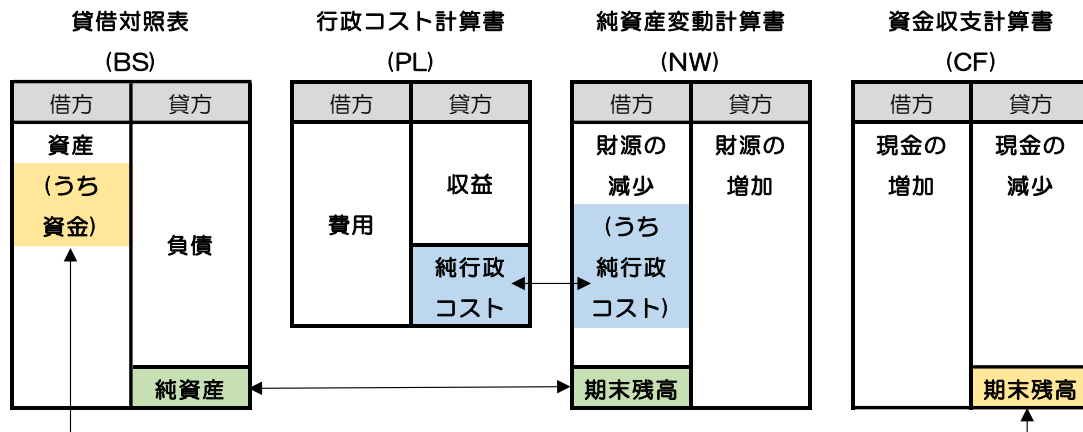 貸借対照表
(BS)
借方
貸方
資産
(うち
資金)
負債
純資産
行政コスト計算書
(PL)
借方
貸方
費用
収益
純行政
コスト
純資産変動計算書
(NW)
借方
貸方
財源の
減少
(うち
純行政
コスト)
期末残高
財源の
増加
資金収支計算書
(CF)
借方
貸方
現金の
増加
現金の
減少
期末残高